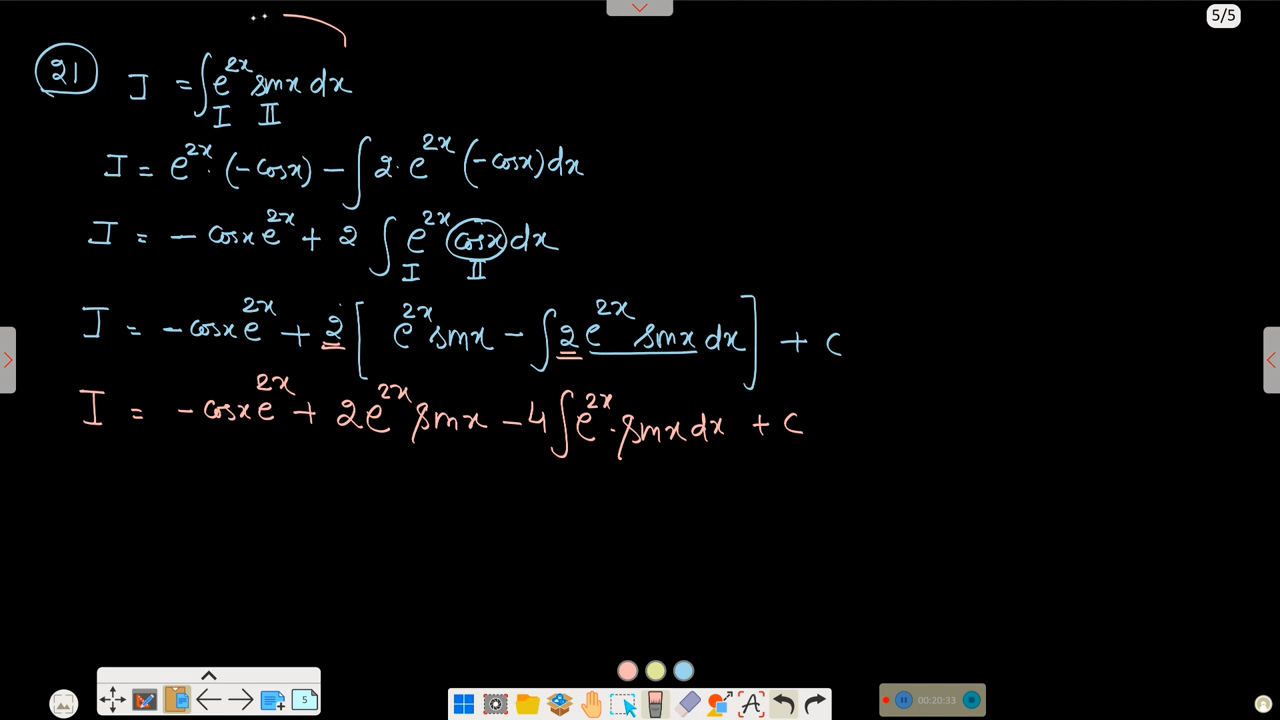 5/5
21 I = ∫ e^{2x} sinx dx
I II
I = e^{2x} · (-cosx) - ∫ 2 · e^{2x} (-cosx) dx
I = - cosx e^{2x} + 2 ∫ e^{2x} cosx dx
I II
I = - cosx e^{2x} + 2 [ e^{2x} sinx - ∫ 2 e^{2x} sinx dx ] + c
I = - cosx e^{2x} + 2 e^{2x} sinx - 4 ∫ e^{2x} · sinx dx + c
5
00:20:33